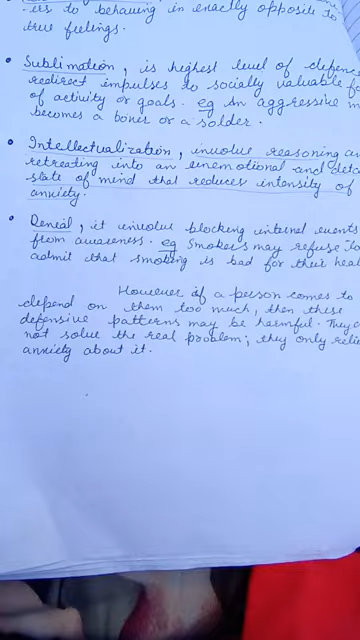 ers to behaving in exactly opposite to
true feelings.
• Sublimation, is highest level of defence
redirect impulses to socially valuable
of activity or goals. eg An aggressive
becomes a boxer or a solder.
• Intellectualization, involve reasoning
retreating into an unemotional and
state of mind that reduces intensity of
anxiety.
• Denial, it involve blocking internal events
from awareness. eg Smokers may refuse to
admit that smoking is bad for their
However if a person comes to
depend on them too much, then these
defensive patterns may be harmful. They
not solve the real problem; they only
anxiety about it.